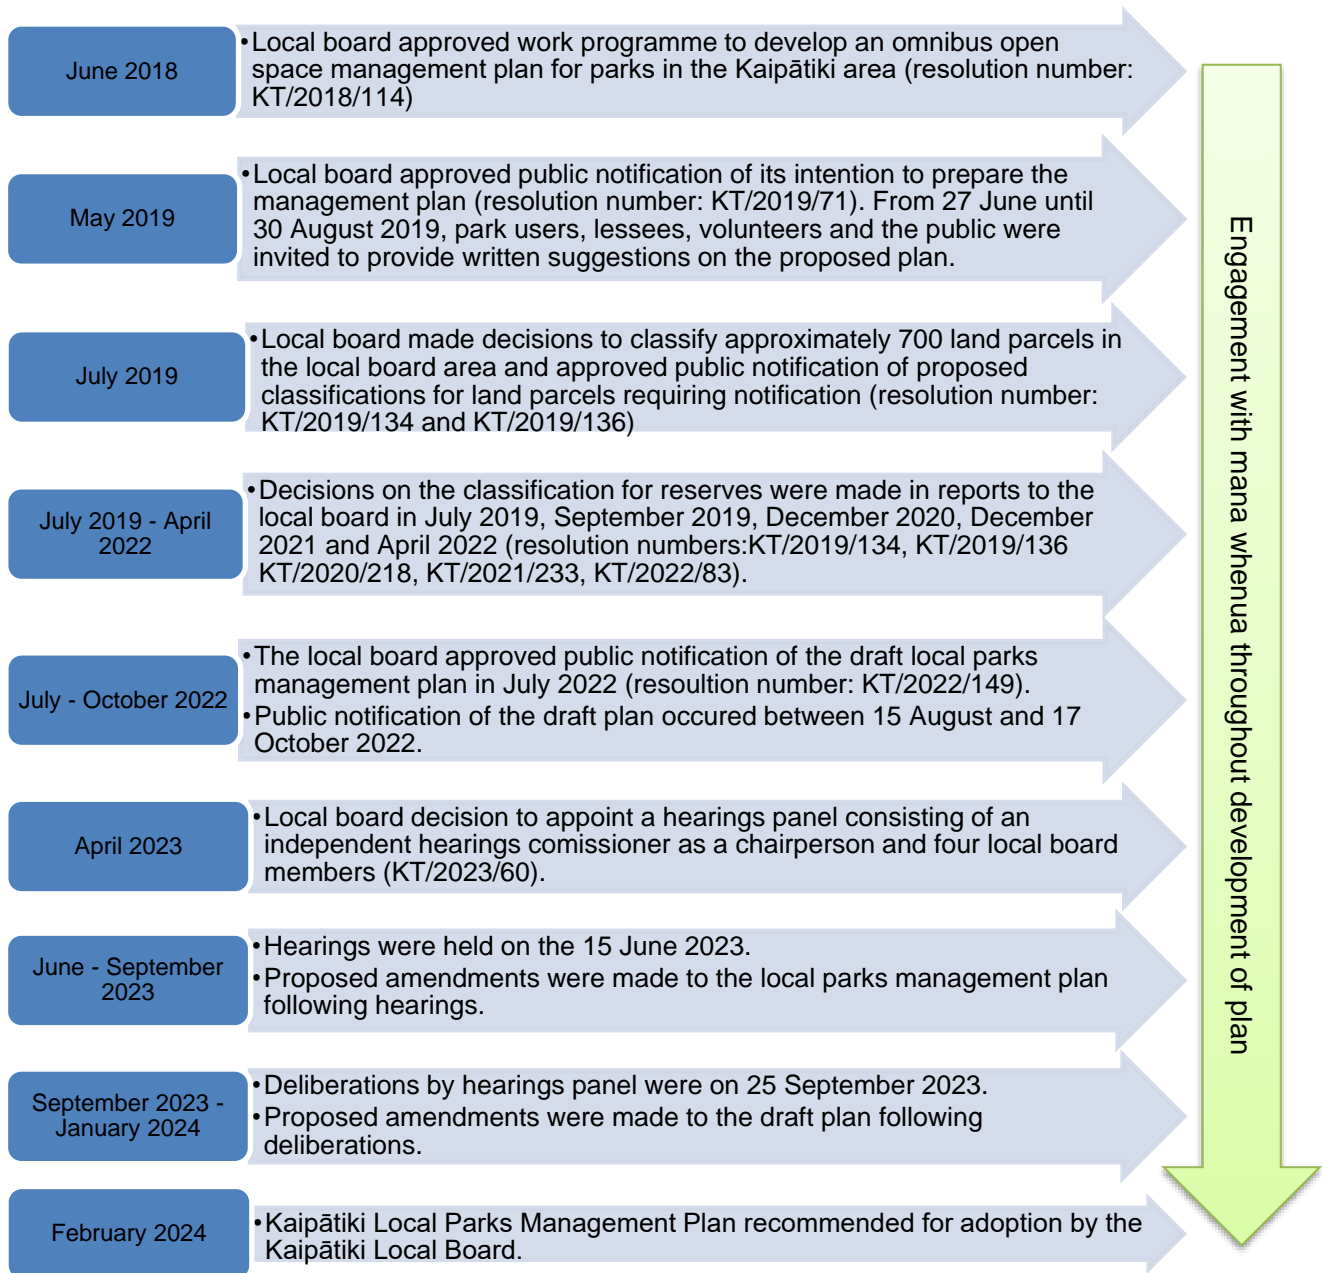 June 2018
•Local board approved work programme to develop an omnibus open
space management plan for parks in the Kaipātiki area (resolution number:
KT/2018/114)
May 2019
•Local board approved public notification of its intention to prepare the
management plan (resolution number: KT/2019/71). From 27 June until
30 August 2019, park users, lessees, volunteers and the public were
invited to provide written suggestions on the proposed plan.
July 2019
•Local board made decisions to classify approximately 700 land parcels in
the local board area and approved public notification of proposed
classifications for land parcels requiring notification (resolution number:
KT/2019/134 and KT/2019/136)
July 2019 - April
2022
•Decisions on the classification for reserves were made in reports to the
local board in July 2019, September 2019, December 2020, December
2021 and April 2022 (resolution numbers:KT/2019/134, KT/2019/136
KT/2020/218, KT/2021/233, KT/2022/83).
July - October 2022
•The local board approved public notification of the draft local parks
management plan in July 2022 (resoultion number: KT/2022/149).
•Public notification of the draft plan occured between 15 August and 17
October 2022.
April 2023
•Local board decision to appoint a hearings panel consisting of an
independent hearings comissioner as a chairperson and four local board
members (KT/2023/60).
June - September
2023
•Hearings were held on the 15 June 2023.
•Proposed amendments were made to the local parks management plan
following hearings.
September 2023 -
January 2024
•Deliberations by hearings panel were on 25 September 2023.
•Proposed amendments were made to the draft plan following
deliberations.
February 2024
•Kaipātiki Local Parks Management Plan recommended for adoption by the
Kaipātiki Local Board.
Engagement with mana whenua throughout development of plan